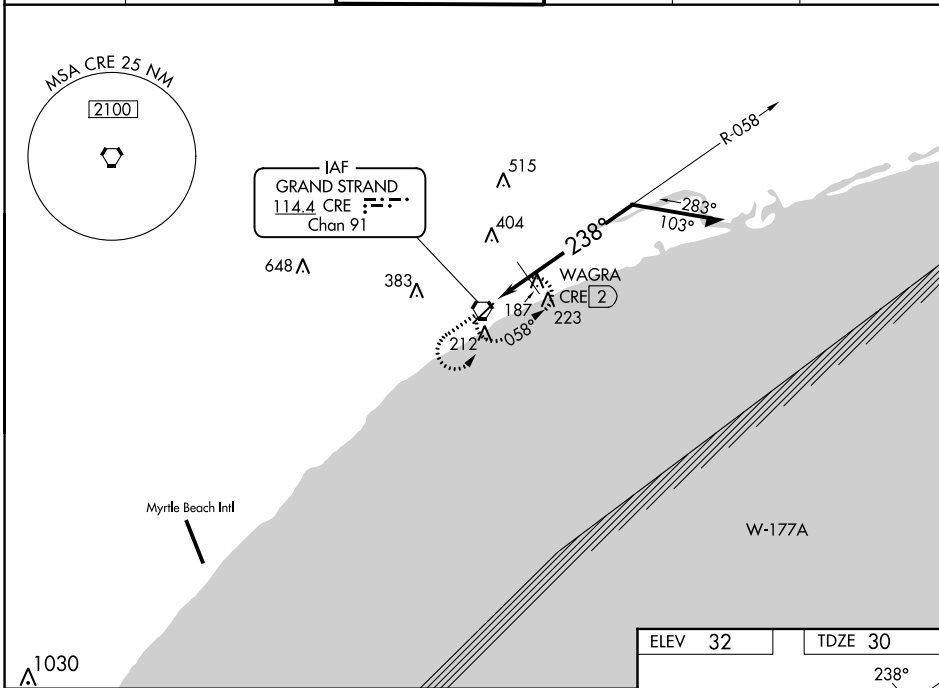 MSA CRE 25 NM
2100
IAF
GRAND STRAND
114.4 CRE
Chan 91
515
404
648
383
R-058
283°
103°
238°
WAGRA
CRE 2
187
223
212
058°
Myrtle Beach Intl
W-177A
1030
ELEV 32
TDZE 30
238°